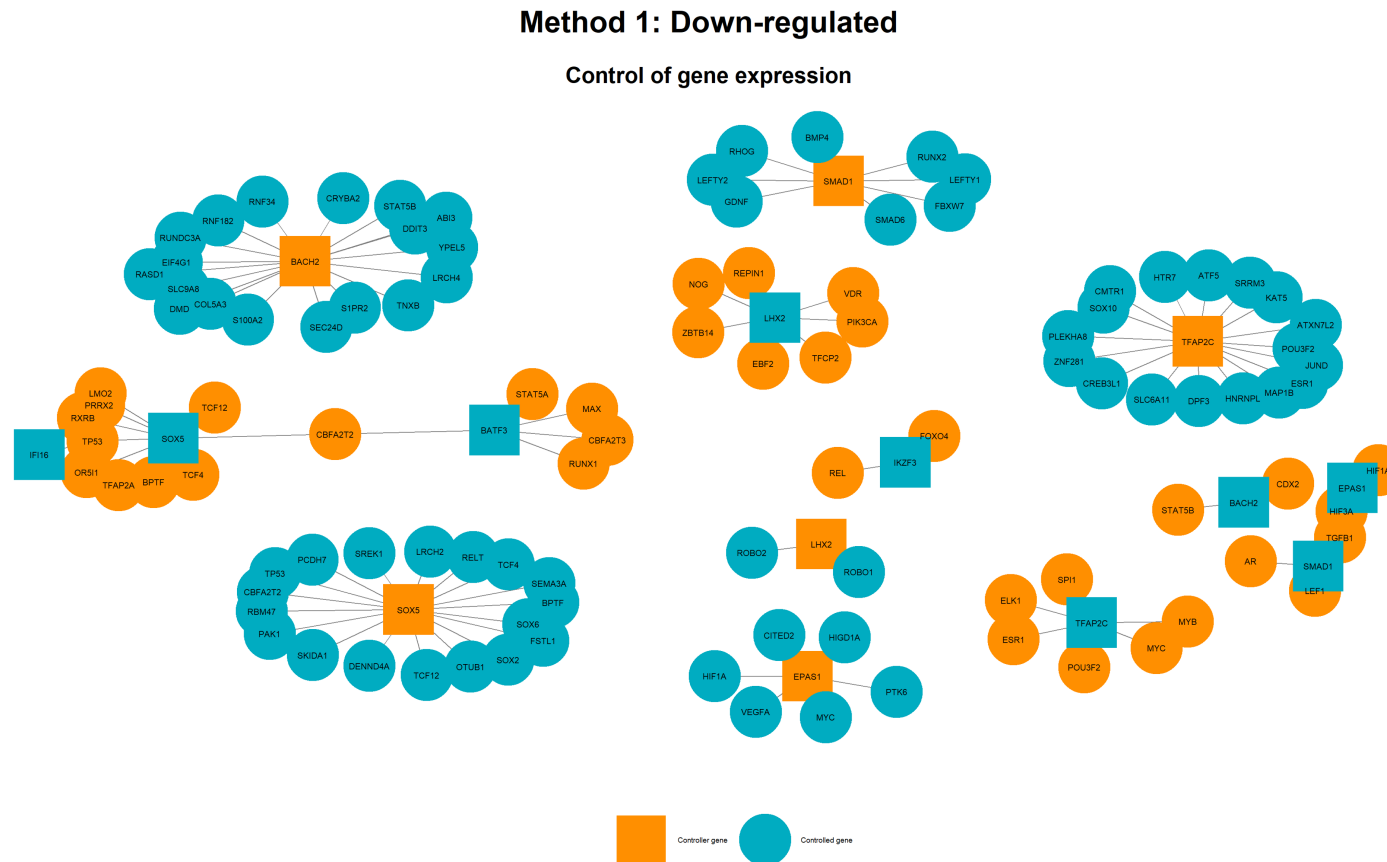 Method 1: Down-regulated
Control of gene expression
BMP4
RHOG
RUNX2
LEFTY2
SMAD1
LEFTY1
GDNF
FBXW7
SMAD6
CRYBA2
RNF34
STAT5B
RNF182
ABI3
DDIT3
RUNDC3A
YPEL5
EIF4G1
BACH2
RASD1
LRCH4
SLC9A8
COL5A3
DMD
S1PR2
TNXB
S100A2
SEC24D
REPIN1
NOG
VDR
LHX2
PIK3CA
ZBTB14
TFCP2
EBF2
ATF5
HTR7
SRRM3
CMTR1
KAT5
SOX10
ATXN7L2
PLEKHA8
TFAP2C
POU3F2
ZNF281
JUND
CREB3L1
ESR1
MAP1B
SLC6A11
DPF3
HNRNPL
LMO2
PRRX2
TCF12
RXRB
SOX5
TP53
IFI16
OR5I1
TFAP2A
BPTF
TCF4
CBFA2T2
STAT5A
MAX
BATF3
CBFA2T3
RUNX1
FOXO4
IKZF3
REL
HIF1A
CDX2
EPAS1
BACH2
STAT5B
HIF3A
TGFB1
AR
SMAD1
LEF1
LRCH2
SREK1
PCDH7
RELT
TCF4
TP53
SEMA3A
CBFA2T2
BPTF
RBM47
SOX5
SOX6
PAK1
FSTL1
SKIDA1
SOX2
DENND4A
OTUB1
TCF12
LHX2
ROBO2
ROBO1
CITED2
HIGD1A
HIF1A
EPAS1
PTK6
VEGFA
MYC
SPI1
ELK1
TFAP2C
MYB
ESR1
MYC
POU3F2
Controller gene
Controlled gene